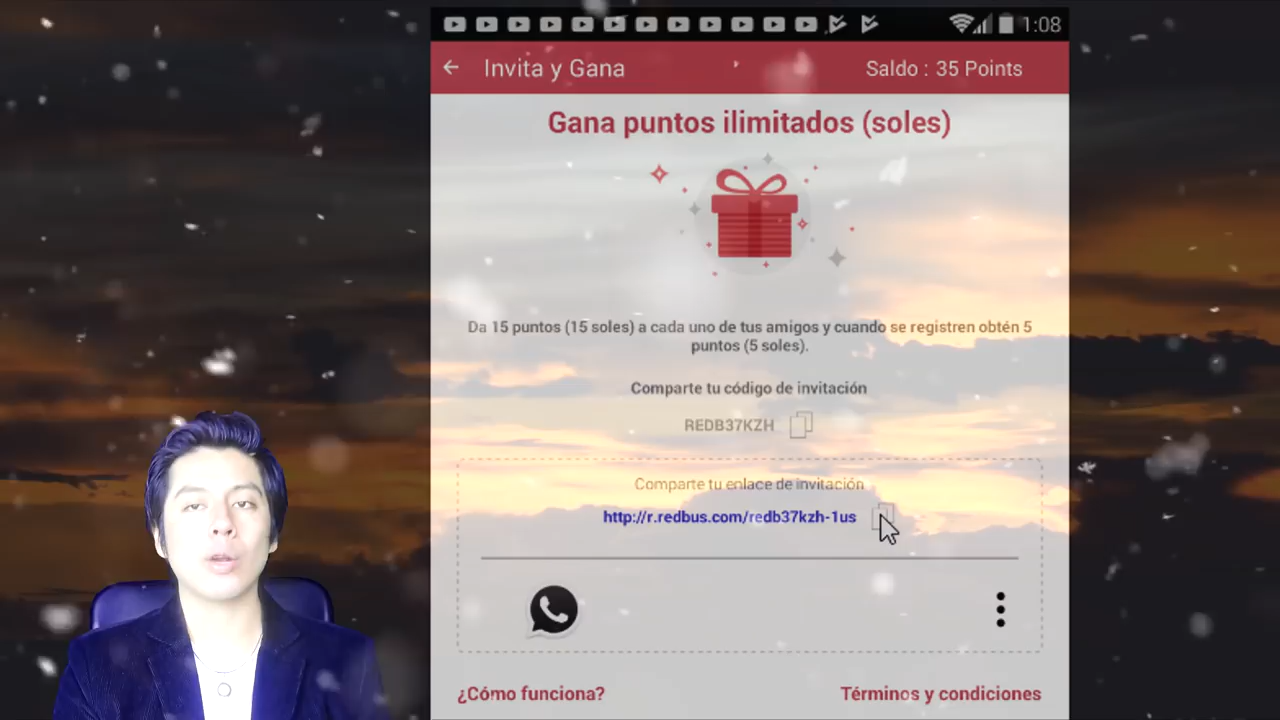 1:08
Invita y Gana
Saldo : 35 Points
Gana puntos ilimitados (soles)
Da 15 puntos (15 soles) a cada uno de tus amigos y cuando se registren obtén 5
puntos (5 soles).
Comparte tu código de invitación
REDB37KZH
Comparte tu enlace de invitación
http://r.redbus.com/redb37kzh-1us
¿Cómo funciona?
Términos y condiciones